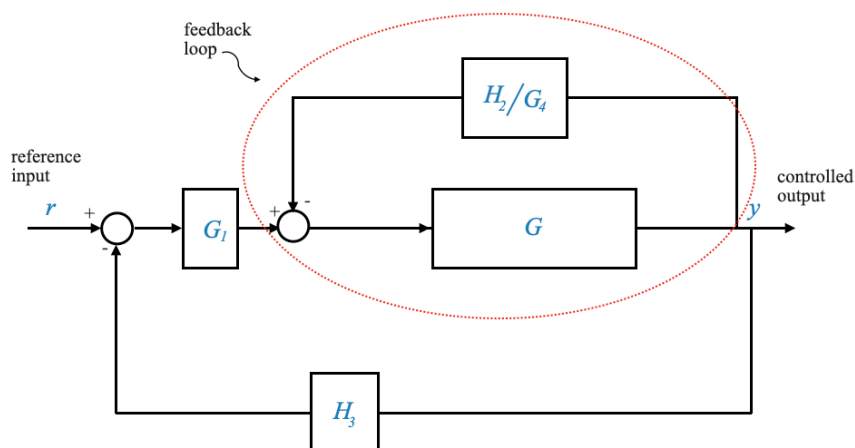 feedback
loop
H₂/G₄
reference
input
controlled
output
r
+
-
G₁
+
-
G
y
H₃